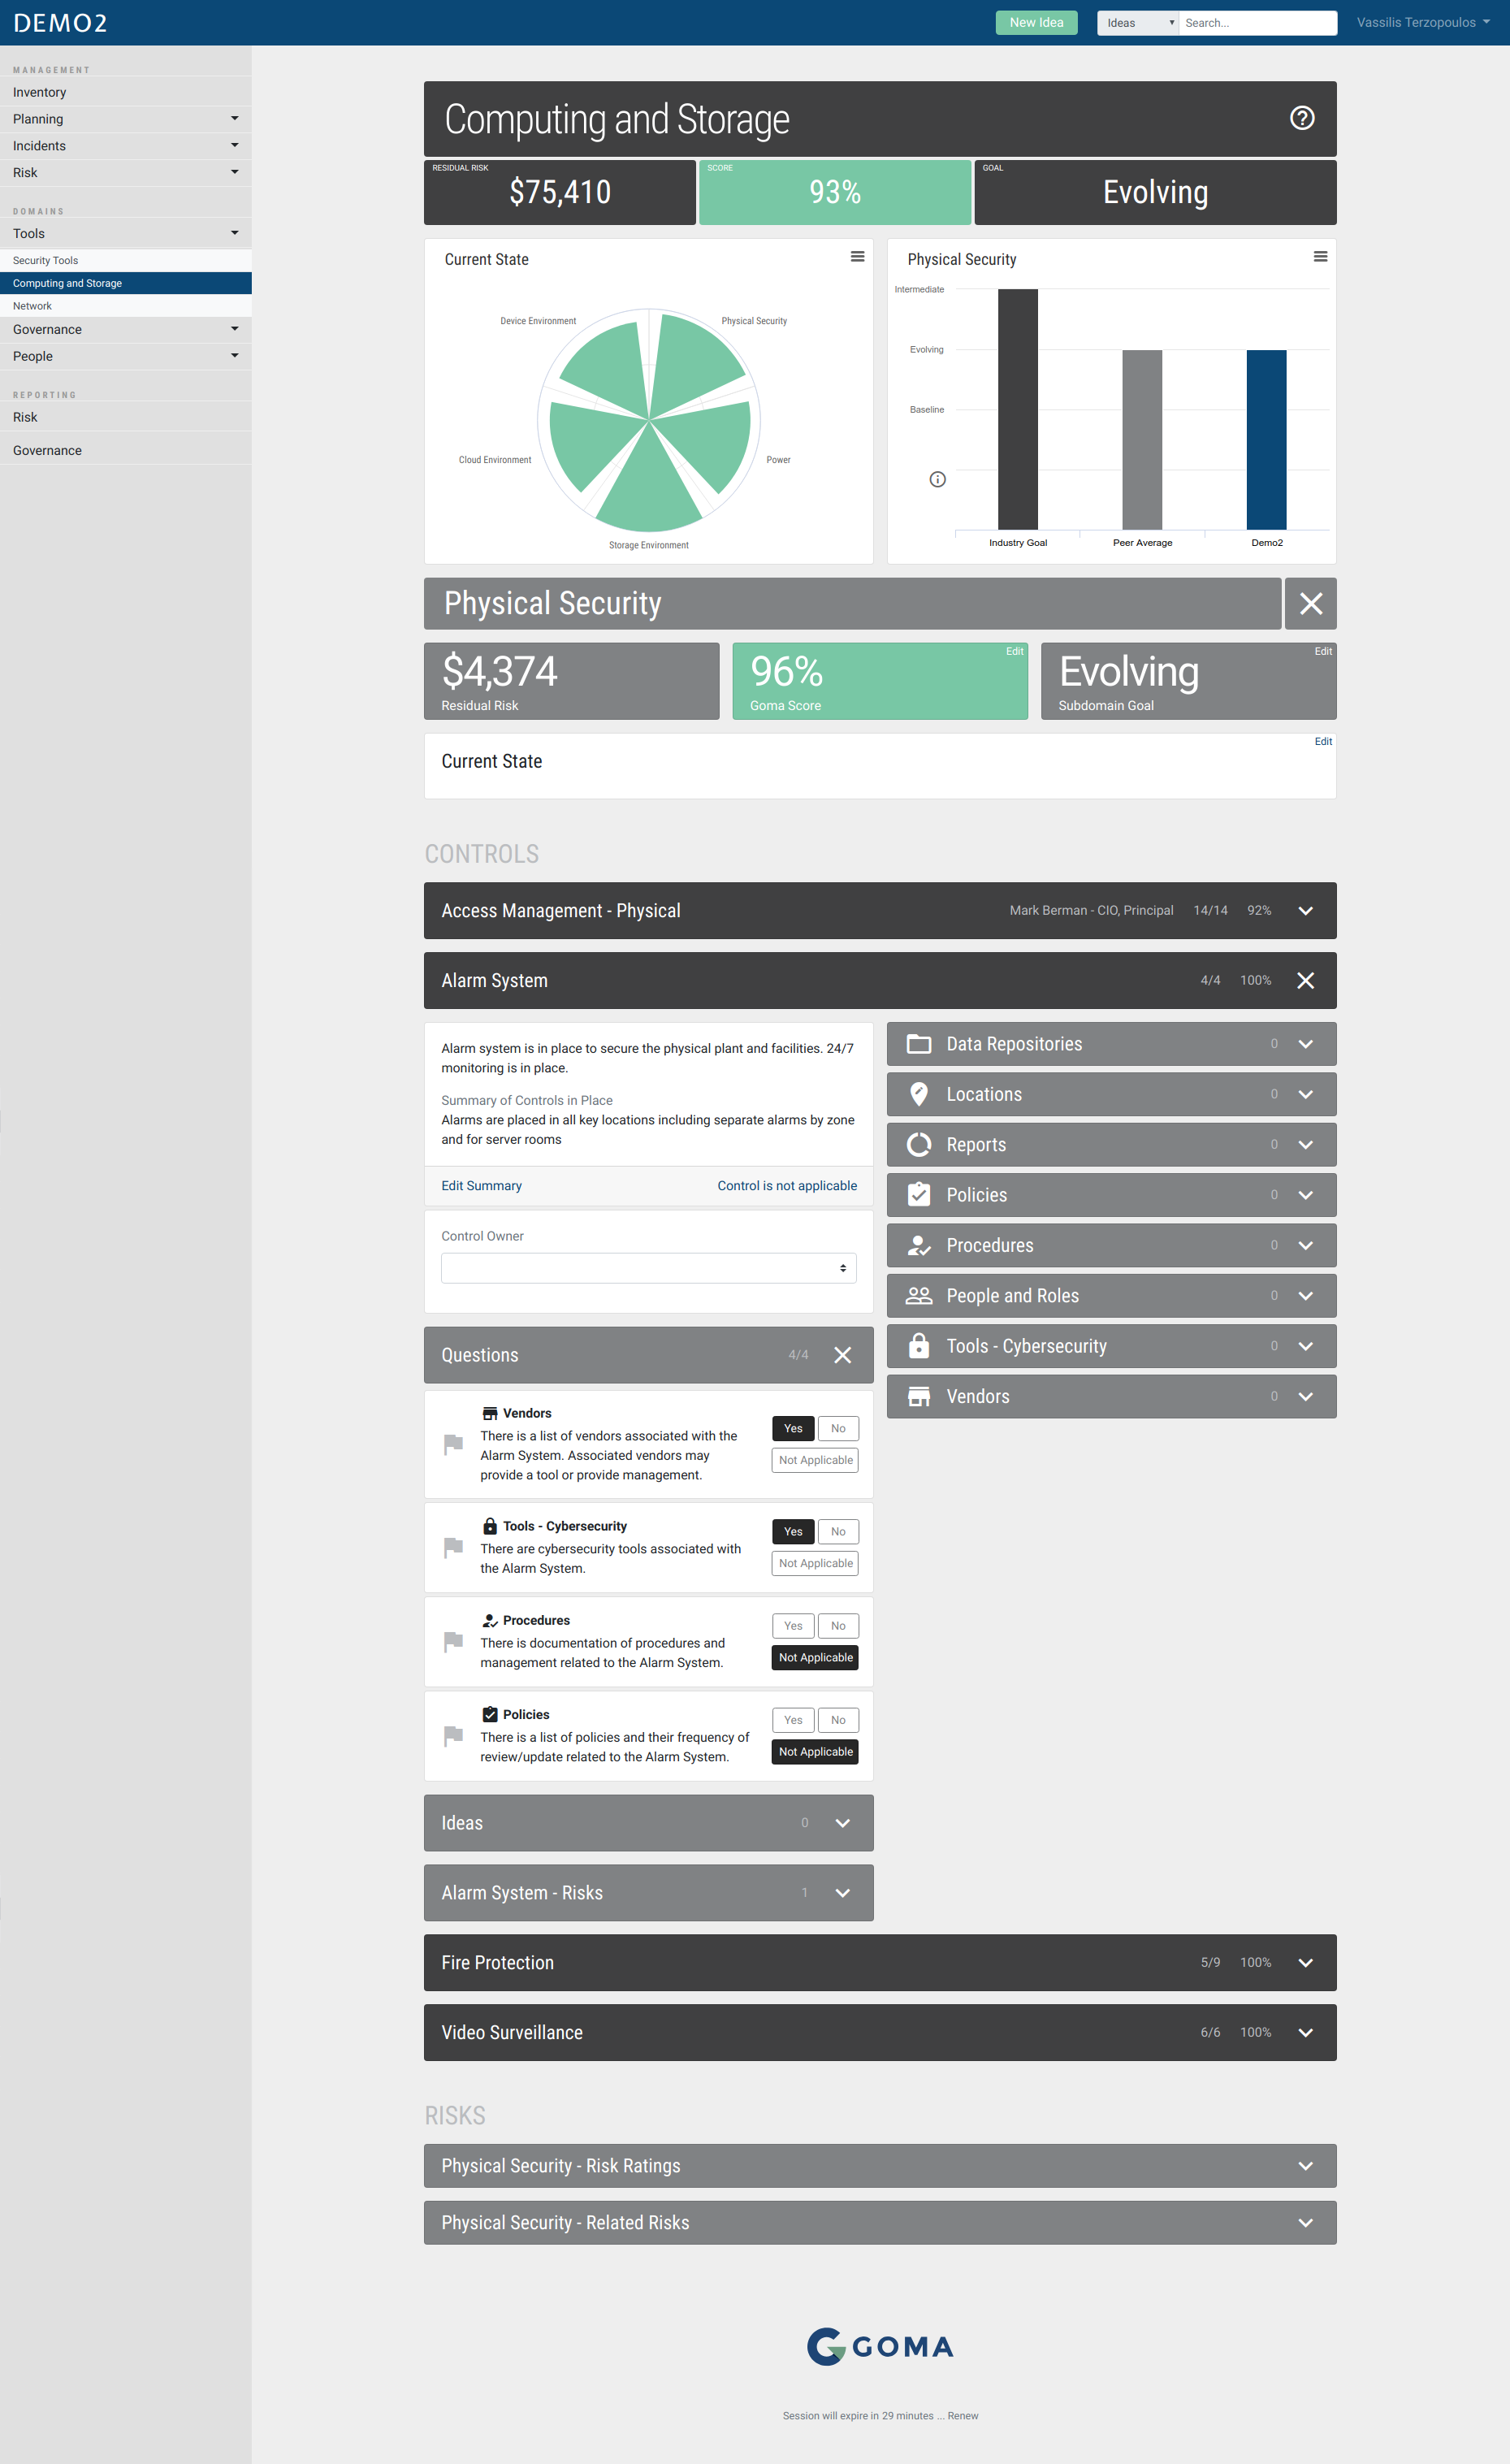 DEMO2
New Idea
Ideas
Search...
Vassilis Terzopoulos
MANAGEMENT
Inventory
Planning
Incidents
Risk
DOMAINS
Tools
Security Tools
Computing and Storage
Network
Governance
People
REPORTING
Risk
Governance
Computing and Storage
RESIDUAL RISK
$75,410
SCORE
93%
GOAL
Evolving
Current State
Device Environment
Physical Security
Cloud Environment
Power
Storage Environment
Physical Security
Intermediate
Evolving
Baseline
Industry Goal
Peer Average
Demo2
Physical Security
$4,374
Residual Risk
Edit
96%
Goma Score
Edit
Evolving
Subdomain Goal
Edit
Current State
CONTROLS
Access Management - Physical
Mark Berman - CIO, Principal 14/14 92%
Alarm System
4/4 100%
Alarm system is in place to secure the physical plant and facilities. 24/7
monitoring is in place.
Summary of Controls in Place
Alarms are placed in all key locations including separate alarms by zone
and for server rooms
Edit Summary
Control is not applicable
Control Owner
Questions
4/4
Vendors
There is a list of vendors associated with the
Alarm System. Associated vendors may
provide a tool or provide management.
Yes No
Not Applicable
Tools - Cybersecurity
There are cybersecurity tools associated with
the Alarm System.
Yes No
Not Applicable
Procedures
There is documentation of procedures and
management related to the Alarm System.
Yes No
Not Applicable
Policies
There is a list of policies and their frequency of
review/update related to the Alarm System.
Yes No
Not Applicable
Ideas
0
Alarm System - Risks
1
Data Repositories 0
Locations 0
Reports 0
Policies 0
Procedures 0
People and Roles 0
Tools - Cybersecurity 0
Vendors 0
Fire Protection
5/9 100%
Video Surveillance
6/6 100%
RISKS
Physical Security - Risk Ratings
Physical Security - Related Risks
GOMA
Session will expire in 29 minutes ... Renew